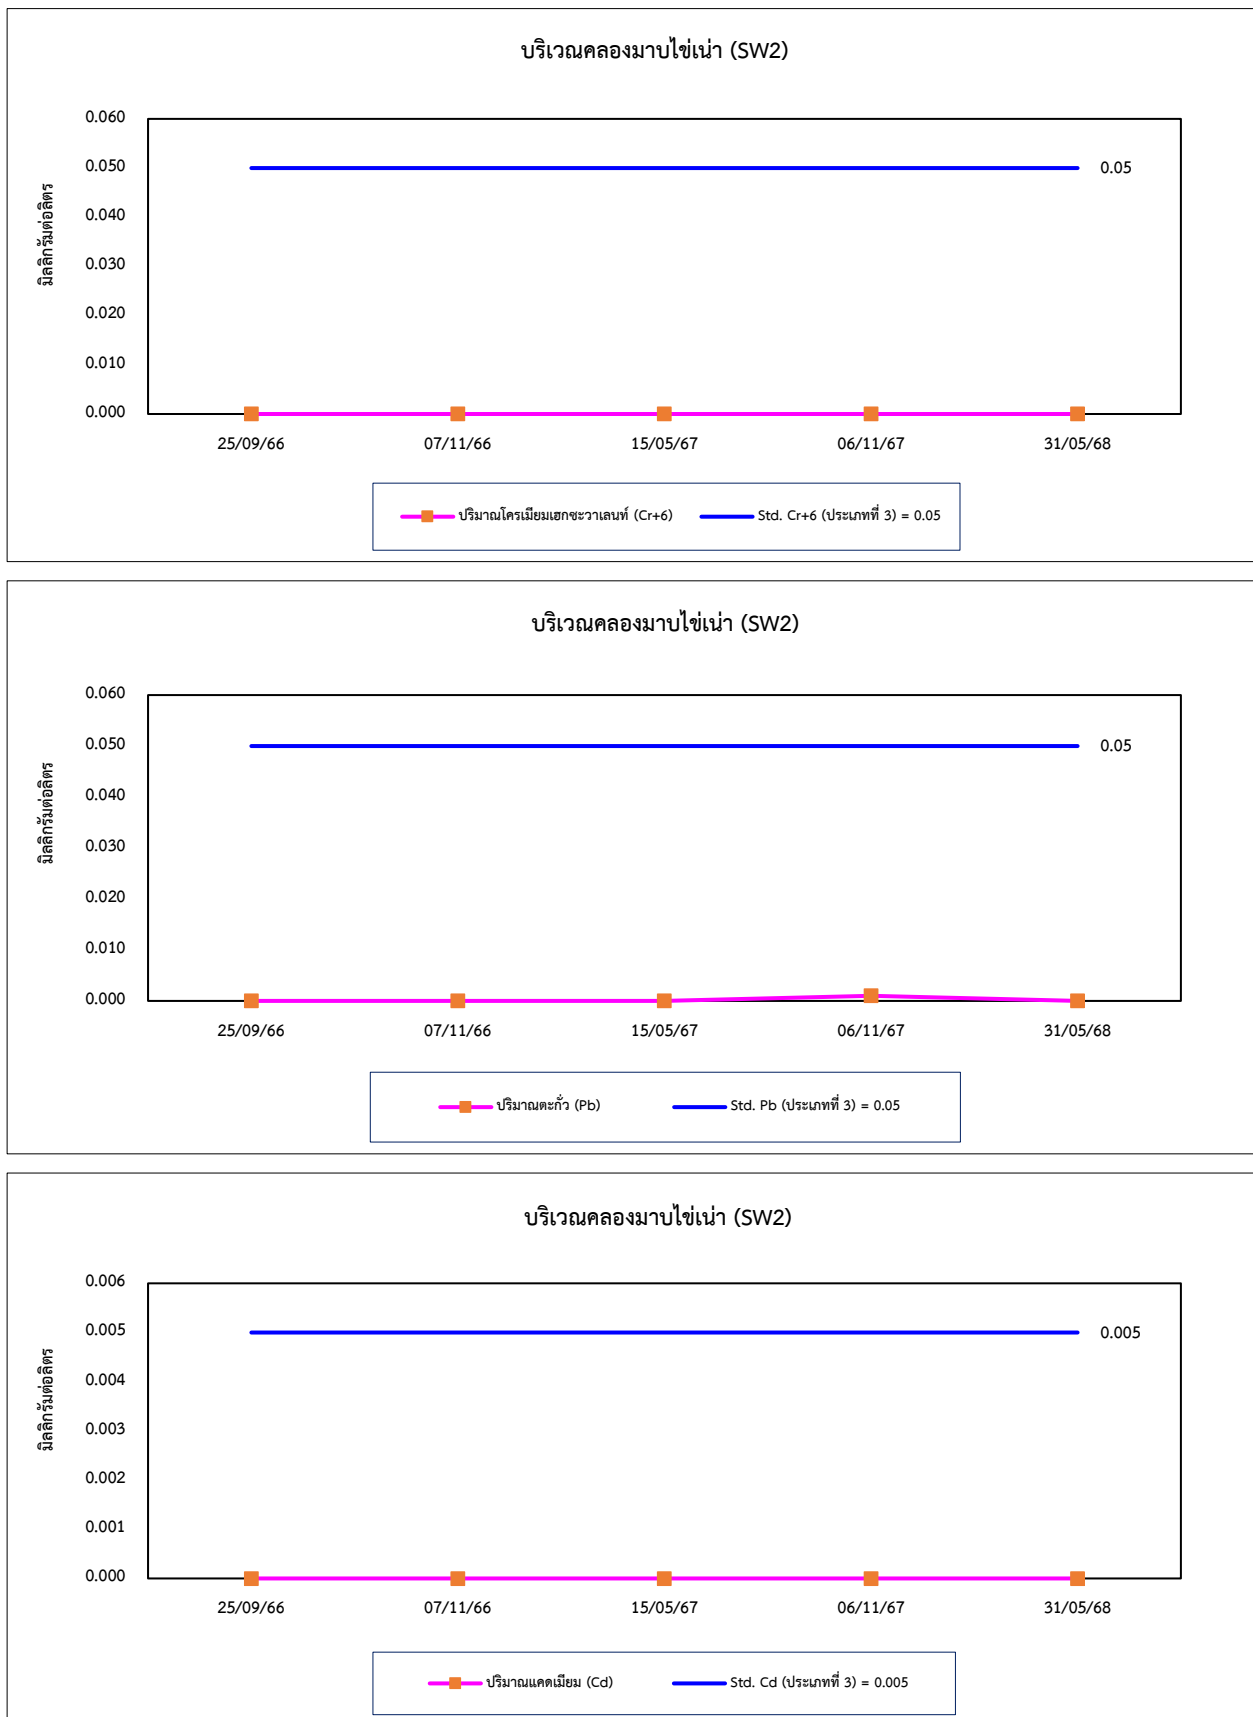 บริเวณคลองมาบไข่เน่า (SW2)
มิลลิกรัมต่อลิตร
0.060
0.050
0.040
0.030
0.020
0.010
0.000
0.05
25/09/66 07/11/66 15/05/67 06/11/67 31/05/68
ปริมาณโครเมียมเฮกซะวาเลนท์ (Cr+6) Std. Cr+6 (ประเภทที่ 3) = 0.05
บริเวณคลองมาบไข่เน่า (SW2)
มิลลิกรัมต่อลิตร
0.060
0.050
0.040
0.030
0.020
0.010
0.000
0.05
25/09/66 07/11/66 15/05/67 06/11/67 31/05/68
ปริมาณตะกั่ว (Pb) Std. Pb (ประเภทที่ 3) = 0.05
บริเวณคลองมาบไข่เน่า (SW2)
มิลลิกรัมต่อลิตร
0.006
0.005
0.004
0.003
0.002
0.001
0.000
0.005
25/09/66 07/11/66 15/05/67 06/11/67 31/05/68
ปริมาณแคดเมียม (Cd) Std. Cd (ประเภทที่ 3) = 0.005